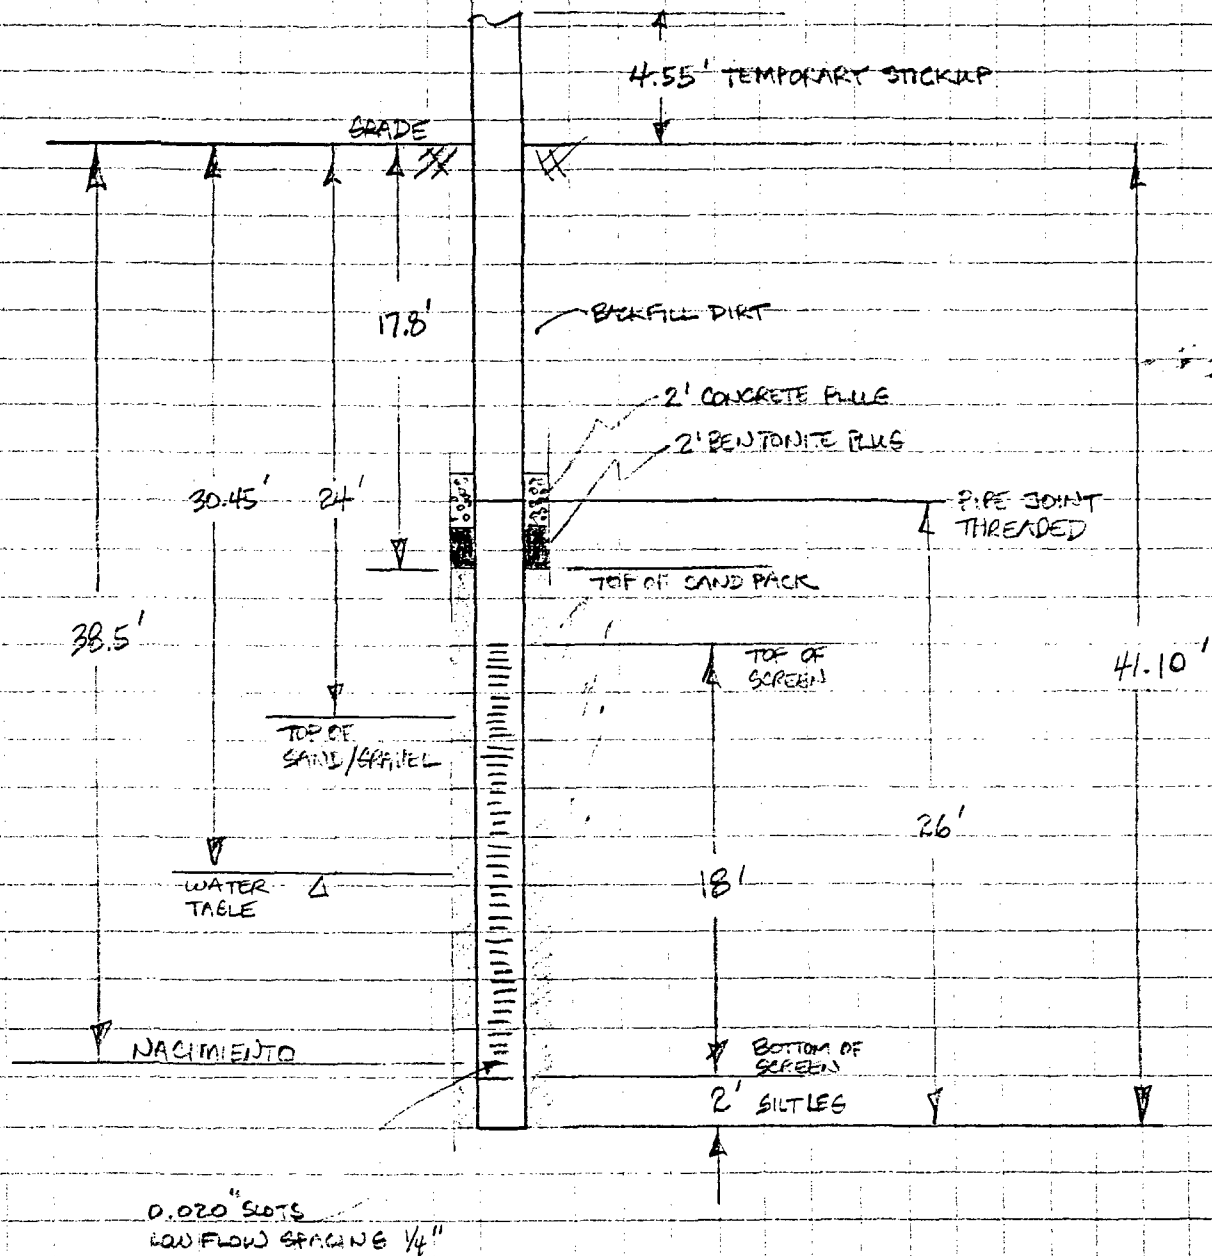 4.55' TEMPORARY STICKUP
GRADE
17.8'
BACKFILL DIRT
2' CONCRETE PLUG
2' BENTONITE PLUG
30.45'
24'
PIPE JOINT
THREADED
TOP OF SAND PACK
38.5'
TOP OF
SCREEN
41.10'
TOP OF
SAND/GRAVEL
26'
18'
WATER
TABLE
NACIMIENTO
BOTTOM OF
SCREEN
2' SILTLEG
0.020" SLOTS
LOW FLOW SPACING 1/4"